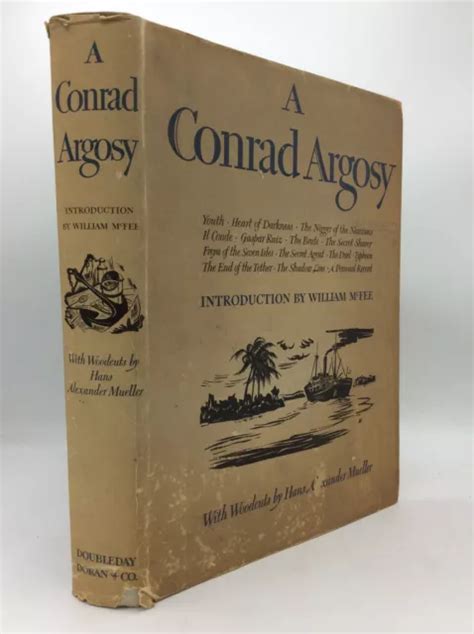 A
Conrad
Argosy
INTRODUCTION
BY WILLIAM McFEE
With Woodcuts by
Hans
Alexander Mueller
DOUBLEDAY
DORAN & CO.
A
Conrad Argosy
Youth · Heart of Darkness · The Nigger of the Narcissus
Il Conde · Gaspar Ruiz · The Brute · The Secret Sharer
Freya of the Seven Isles · The Secret Agent · The Duel · Typhoon
The End of the Tether · The Shadow Line · A Personal Record
INTRODUCTION BY WILLIAM McFEE
With Woodcuts by Hans A xander Mueller